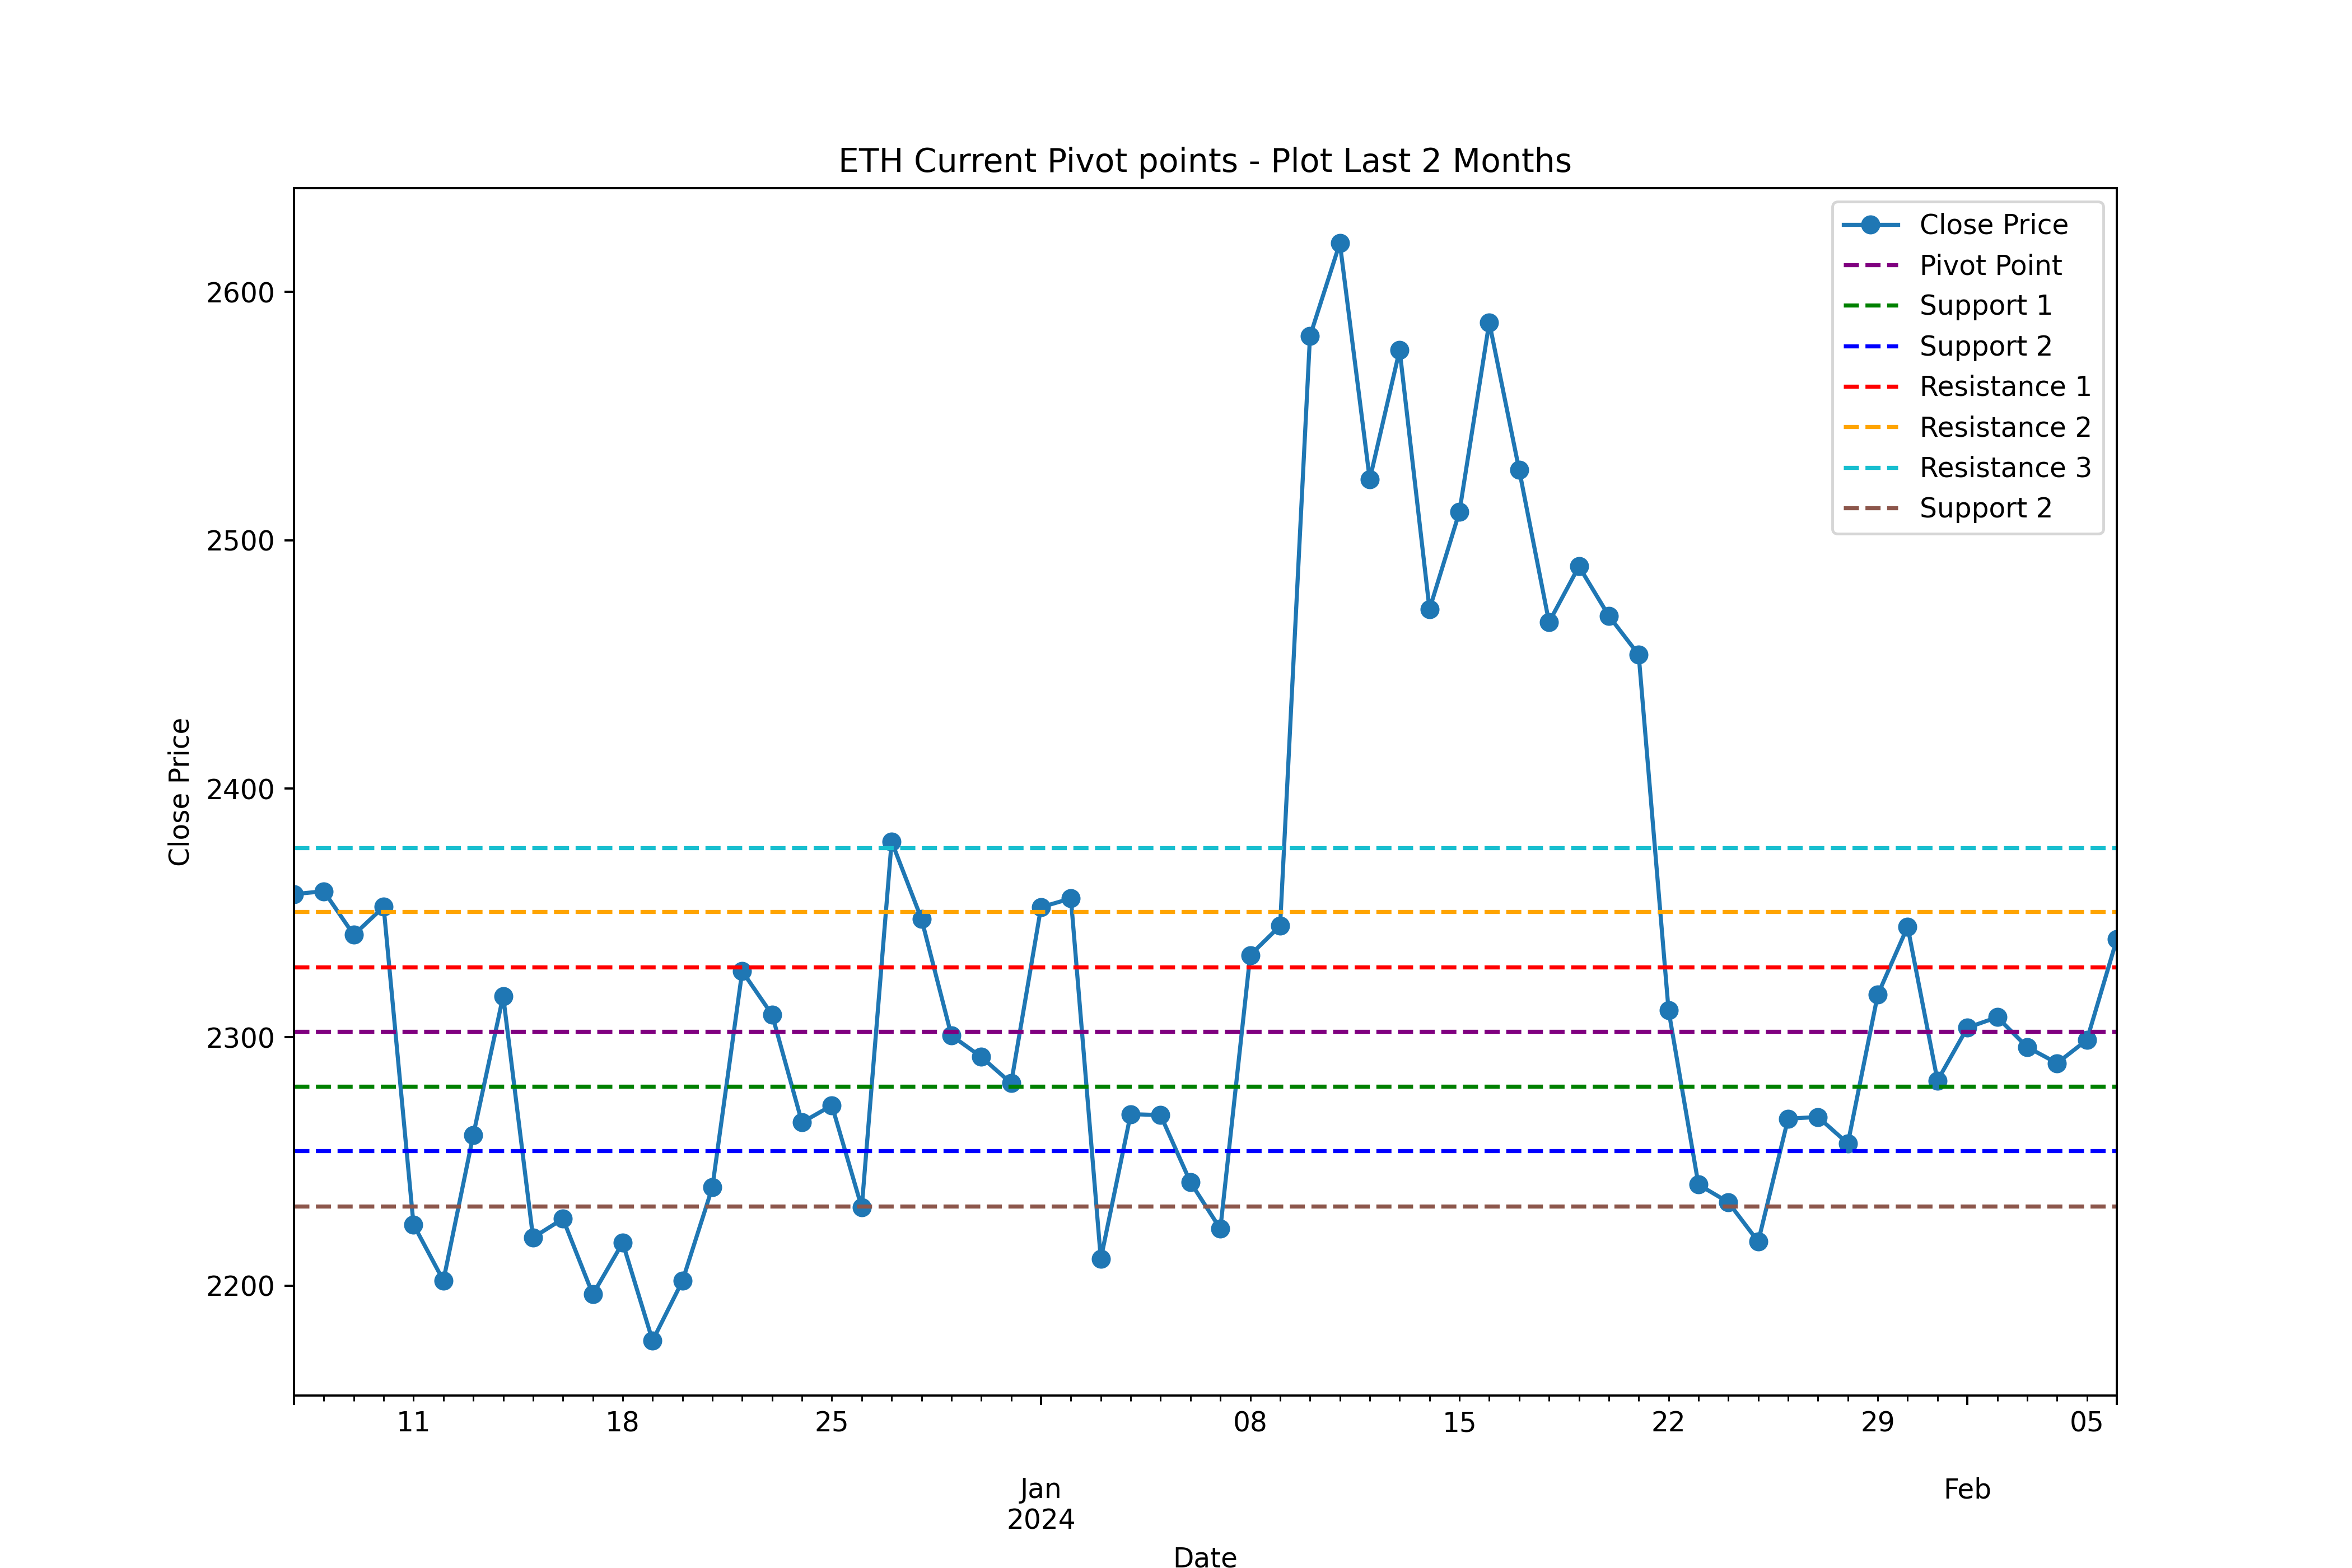 ETH Current Pivot points - Plot Last 2 Months
Close Price
Pivot Point
Support 1
Support 2
Resistance 1
Resistance 2
Resistance 3
Support 2
Close Price
2600
2500
2400
2300
2200
11 18 25 08 15 22 29 05
Jan Feb
2024
Date